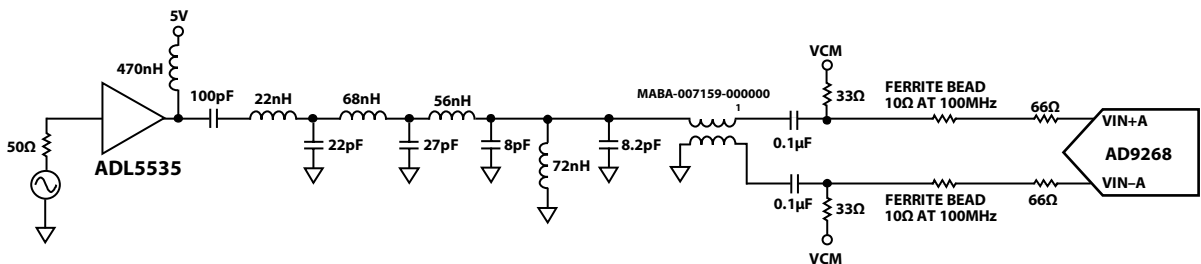 5V
470nH
100pF
22nH
68nH
56nH
MABA-007159-000000
1
VCM
33Ω
FERRITE BEAD
10Ω AT 100MHz
66Ω
VIN+A
50Ω
ADL5535
22pF
27pF
8pF
72nH
8.2pF
0.1µF
AD9268
VIN–A
0.1µF
33Ω
FERRITE BEAD
10Ω AT 100MHz
66Ω
VCM